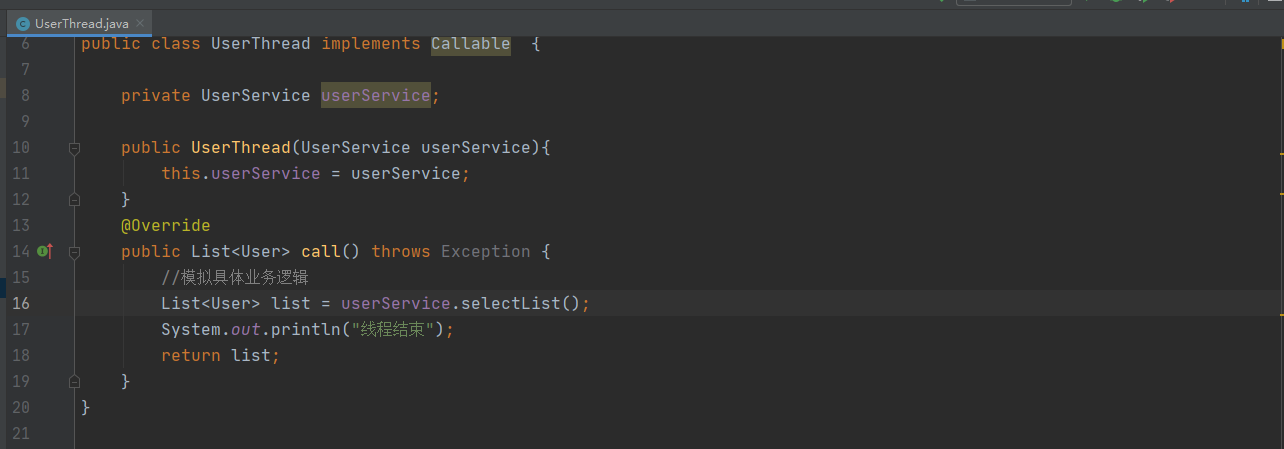 UserThread.java
6 public class UserThread implements Callable {
7
8 private UserService userService;
9
10 public UserThread(UserService userService){
11 this.userService = userService;
12 }
13 @Override
14 public List<User> call() throws Exception {
15 //模拟具体业务逻辑
16 List<User> list = userService.selectList();
17 System.out.println("线程结束");
18 return list;
19 }
20 }
21